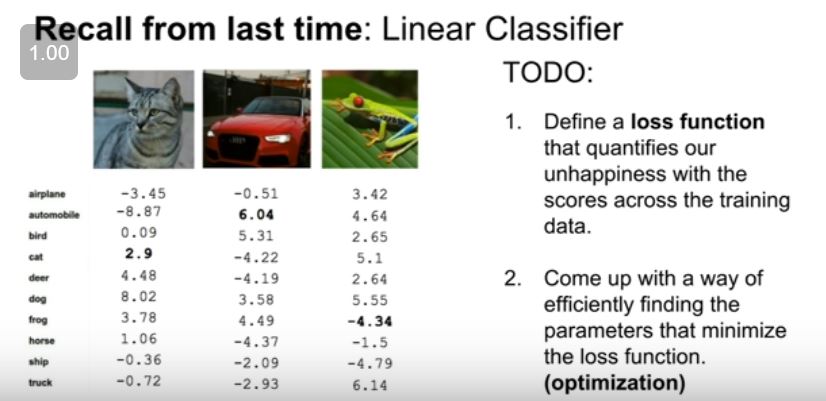 Recall from last time: Linear Classifier
1.00
TODO:
1. Define a loss function
that quantifies our
unhappiness with the
scores across the training
data.
2. Come up with a way of
efficiently finding the
parameters that minimize
the loss function.
(optimization)
airplane -3.45 -0.51 3.42
automobile -8.87 6.04 4.64
bird 0.09 5.31 2.65
cat 2.9 -4.22 5.1
deer 4.48 -4.19 2.64
dog 8.02 3.58 5.55
frog 3.78 4.49 -4.34
horse 1.06 -4.37 -1.5
ship -0.36 -2.09 -4.79
truck -0.72 -2.93 6.14